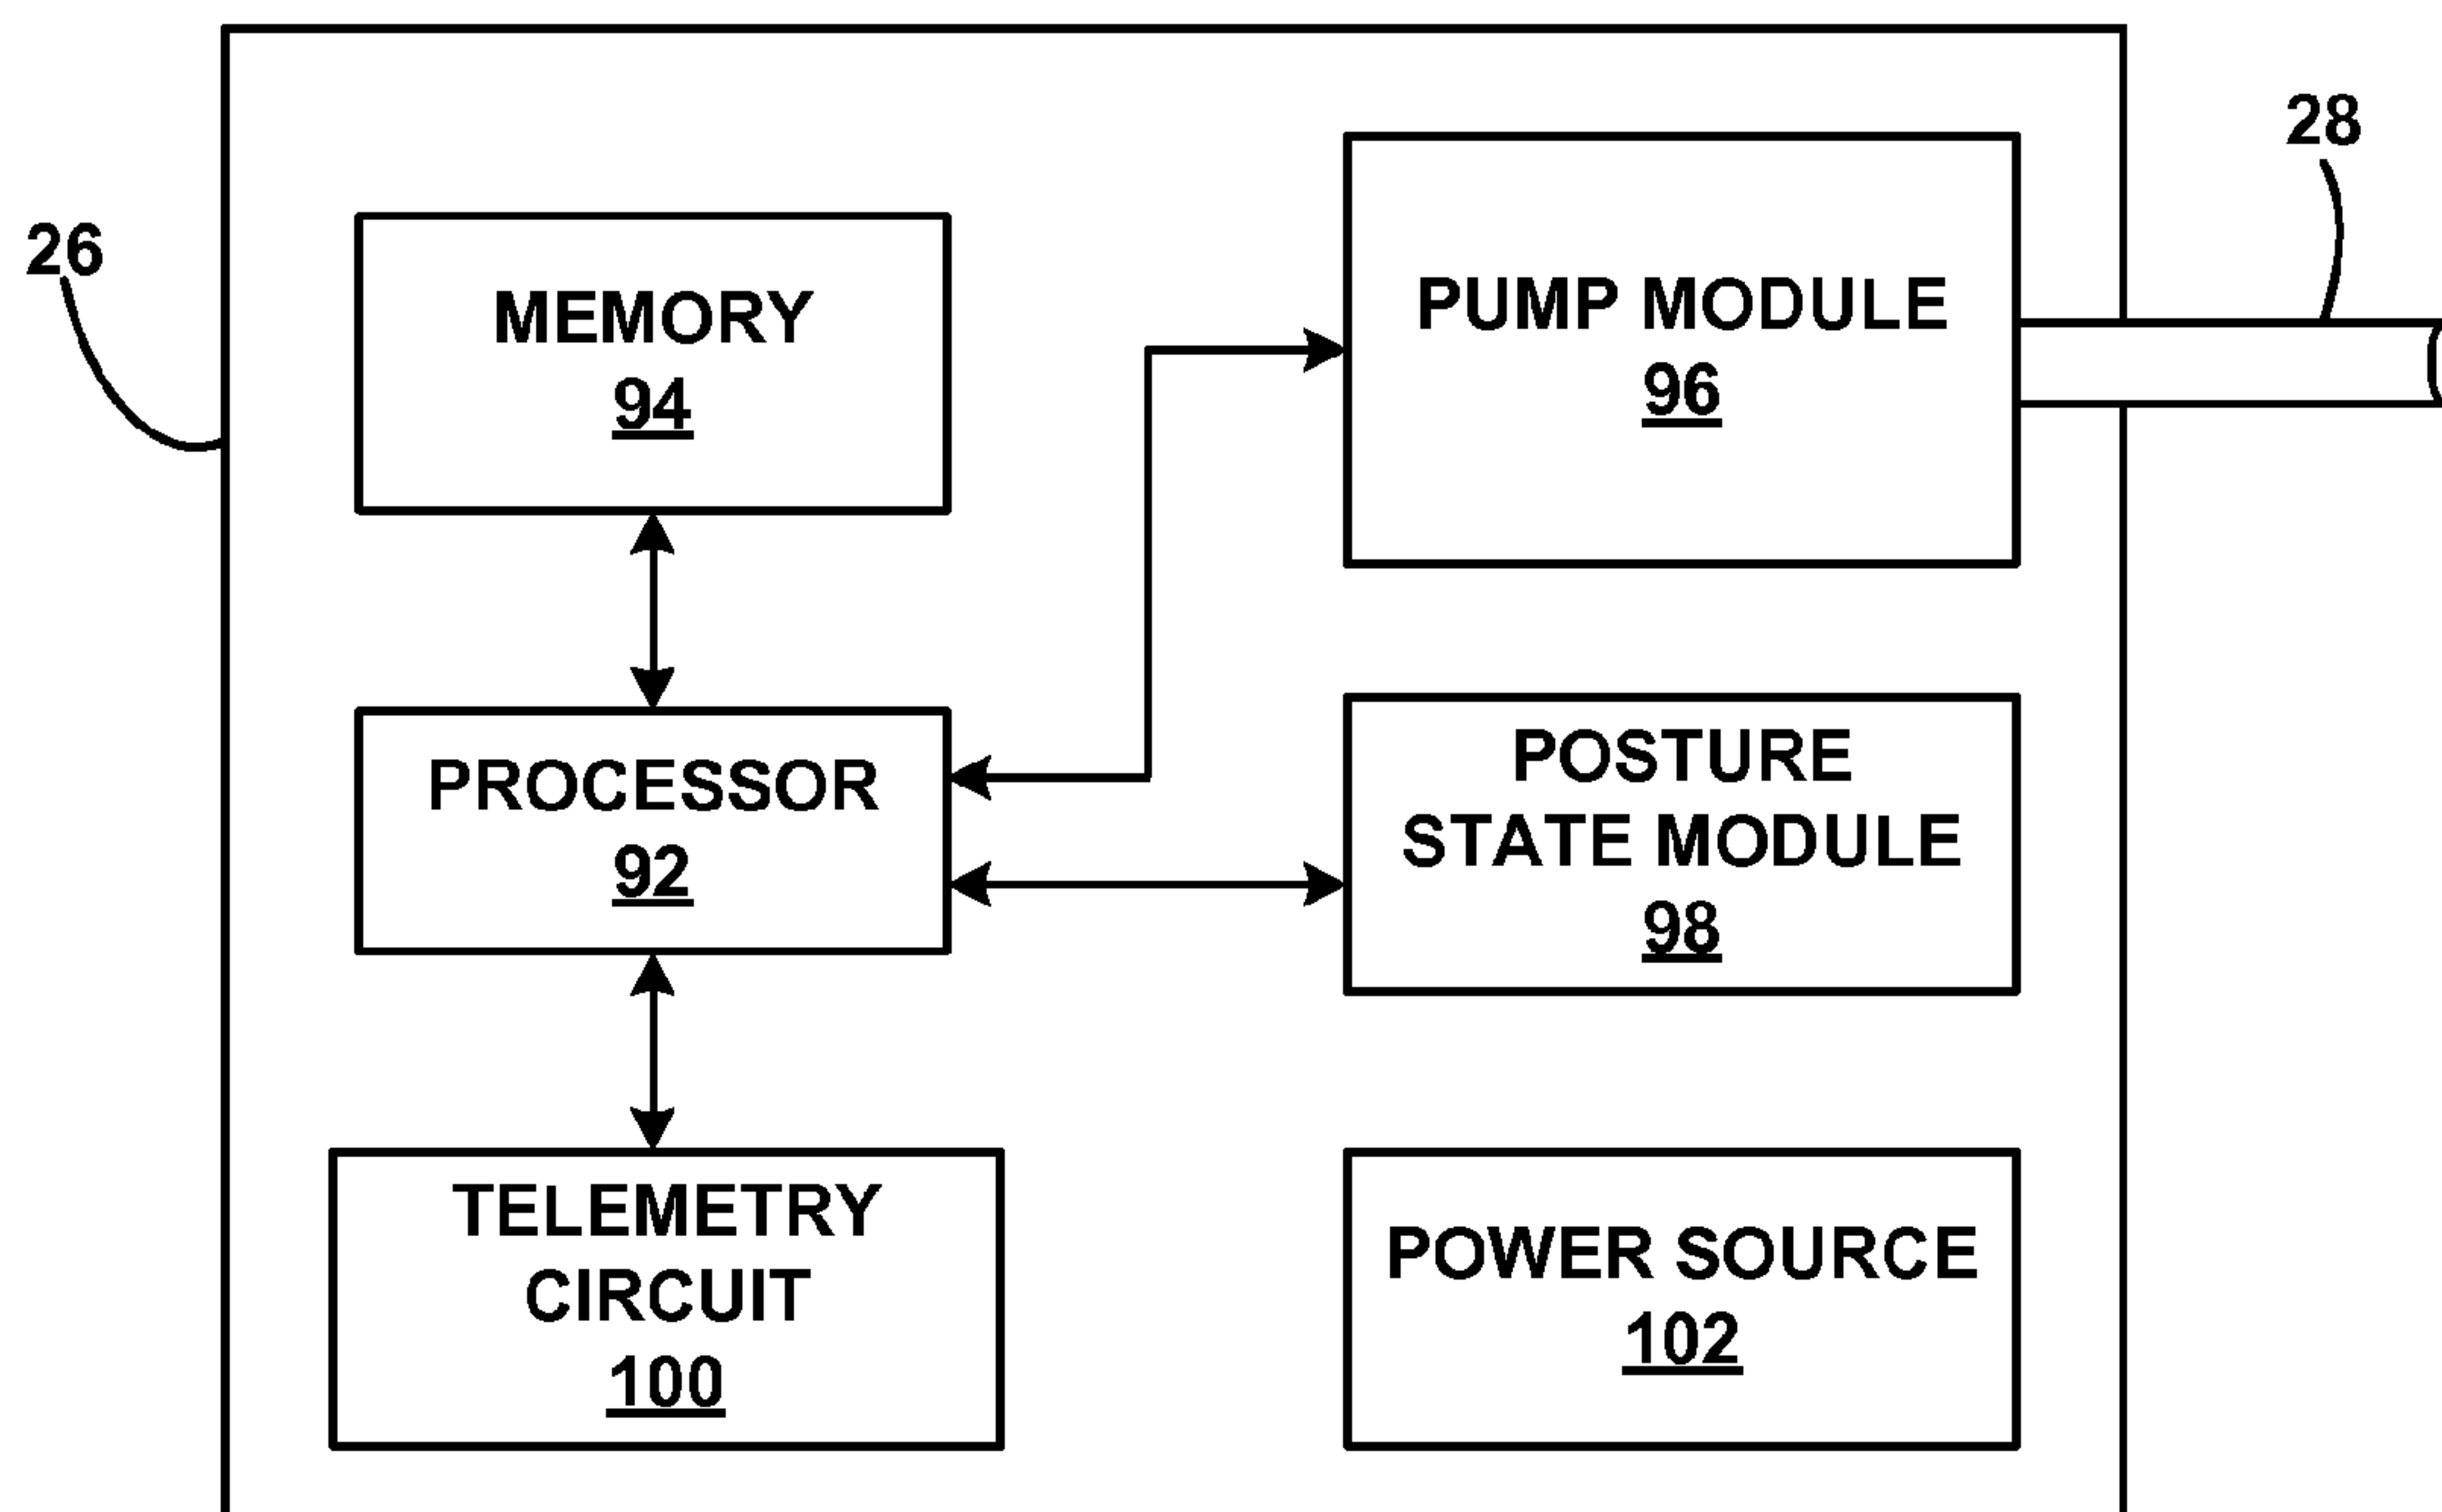 28
26
MEMORY
94
PUMP MODULE
96
PROCESSOR
92
POSTURE
STATE MODULE
98
TELEMETRY
CIRCUIT
100
POWER SOURCE
102